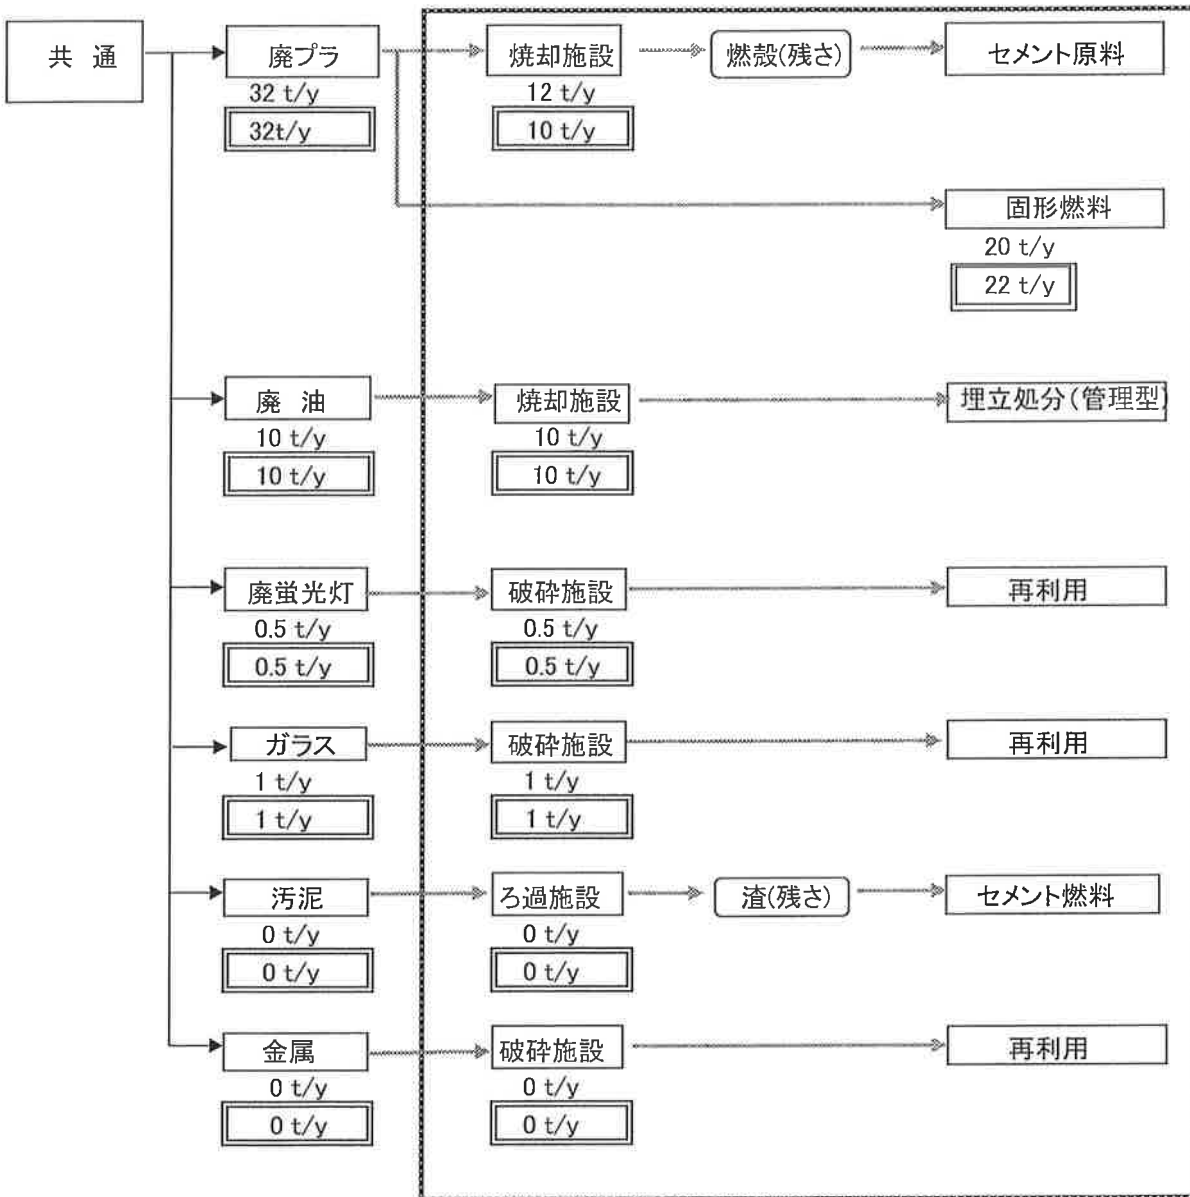 共 通
廃プラ
焼却施設
燃殻(残さ)
セメント原料
32 t/y
12 t/y
32t/y
10 t/y
固形燃料
20 t/y
22 t/y
廃 油
焼却施設
埋立処分(管理型)
10 t/y
10 t/y
10 t/y
10 t/y
廃蛍光灯
破砕施設
再利用
0.5 t/y
0.5 t/y
0.5 t/y
0.5 t/y
ガラス
破砕施設
再利用
1 t/y
1 t/y
1 t/y
1 t/y
汚泥
ろ過施設
渣(残さ)
セメント燃料
0 t/y
0 t/y
0 t/y
0 t/y
金属
破砕施設
再利用
0 t/y
0 t/y
0 t/y
0 t/y